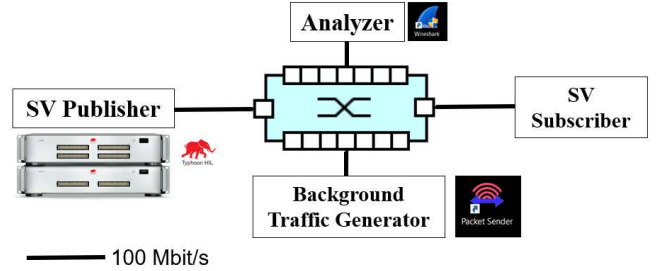 Analyzer
Wireshark
SV Publisher
SV
Subscriber
Typhoon HIL
Background
Traffic Generator
Packet Sender
100 Mbit/s